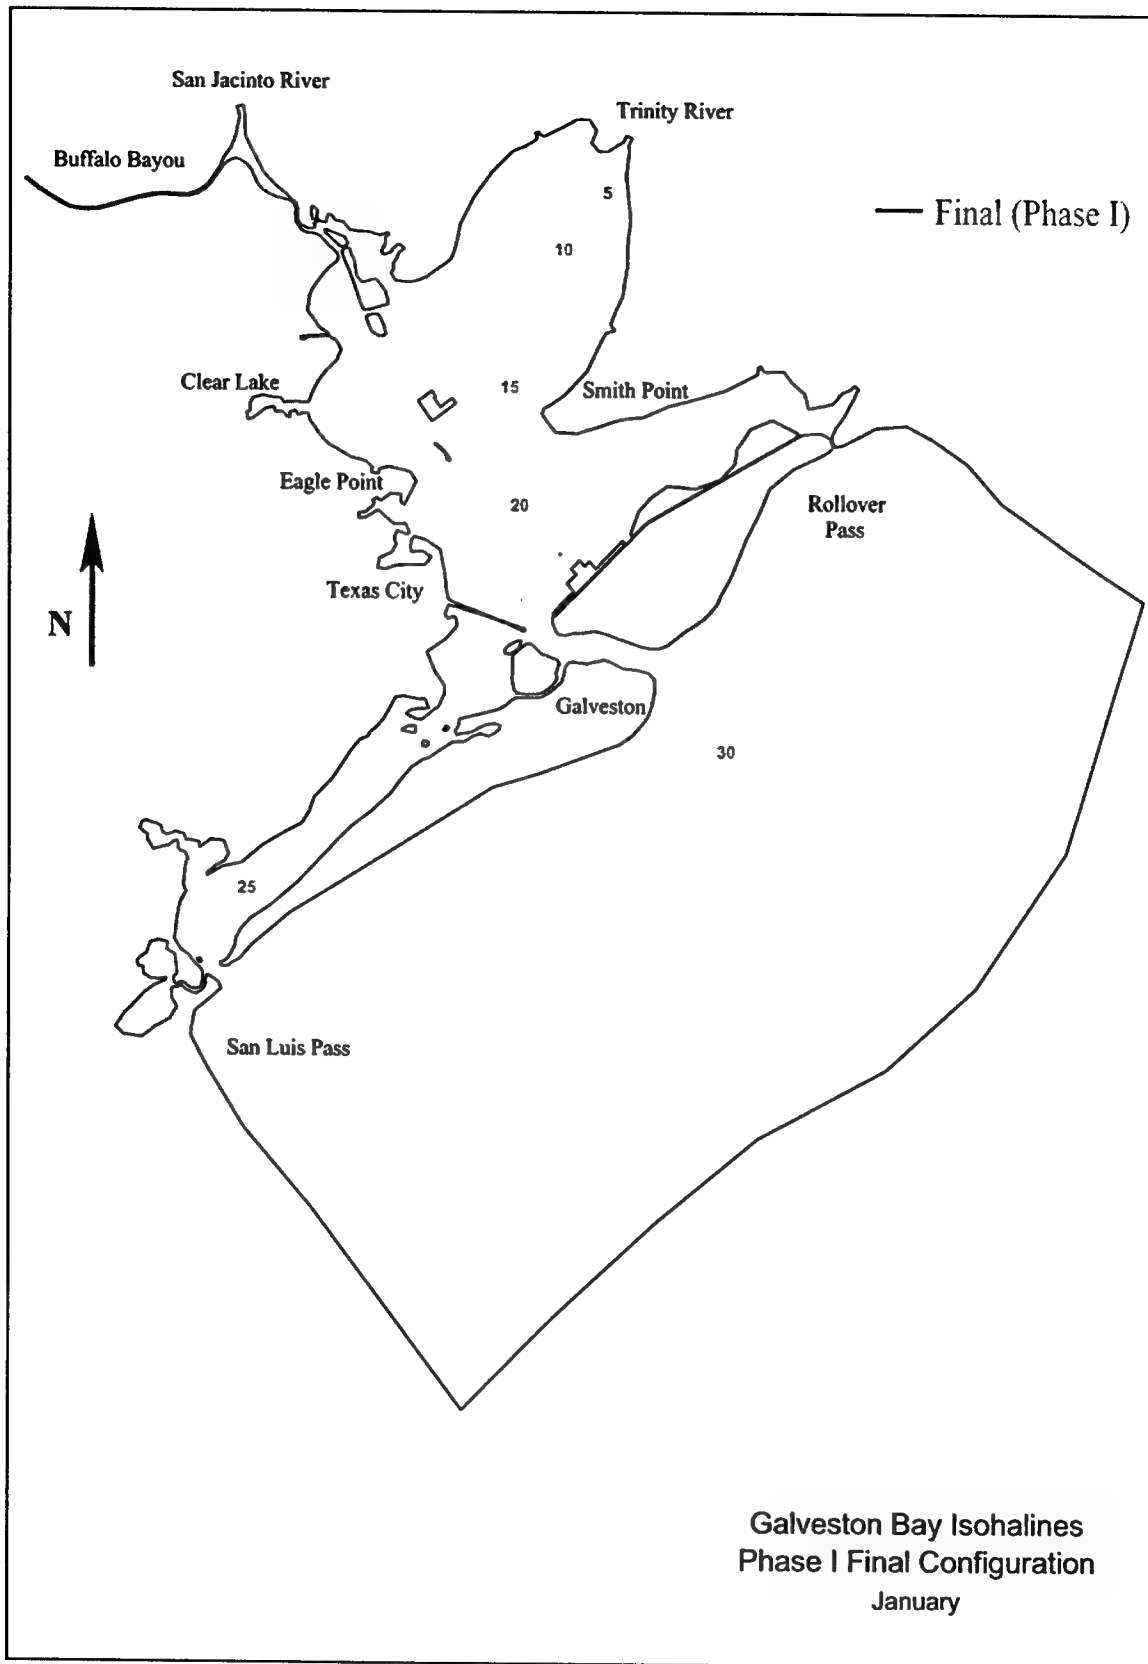 San Jacinto River
Trinity River
Buffalo Bayou
5
Final (Phase I)
10
Clear Lake
15
Smith Point
Eagle Point
20
Rollover
Pass
Texas City
N
Galveston
30
25
San Luis Pass
Galveston Bay Isohalines
Phase I Final Configuration
January